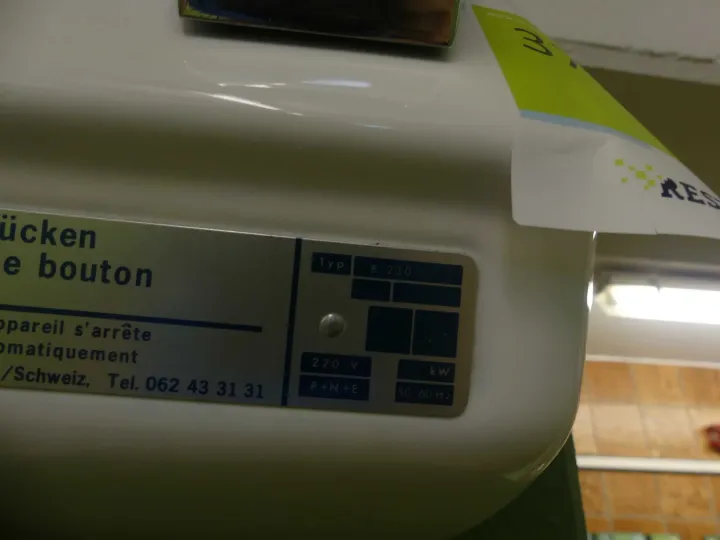 ücken
e bouton
ppareil s'arrête
omatiquement
/Schweiz, Tel. 062 43 31 31
Typ
220 V
kW
P+N+E
RES